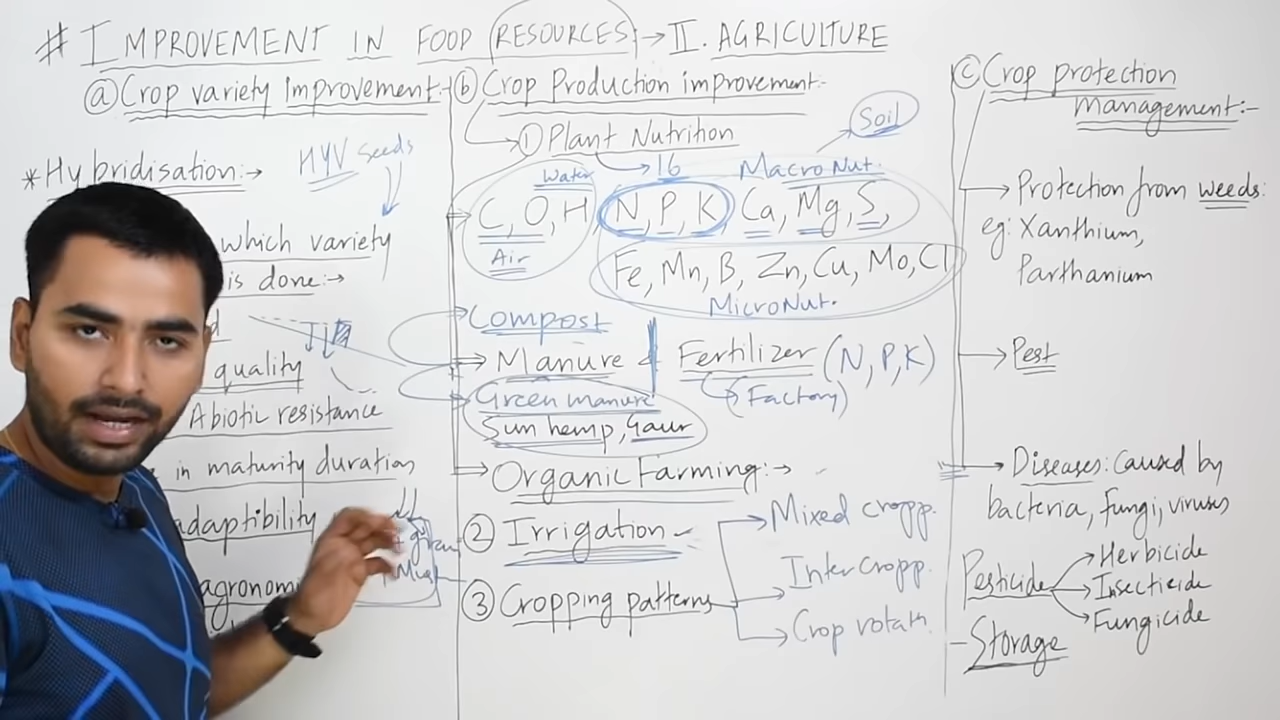 # IMPROVEMENT IN FOOD RESOURCES → II. AGRICULTURE
ⓐ Crop variety improvement:-
*Hybridisation:→
HYV Seeds
which variety
is done:→
quality
Abiotic resistance
in maturity duration
adaptibility
agronomi
ⓑ Crop Production improvement:-
① Plant Nutrition
→ 16
Water
C, O, H
Air
MacroNut.
→ Soil
N, P, K, Ca, Mg, S,
Fe, Mn, B, Zn, Cu, Mo, Cl
MicroNut.
Compost
→ Manure & Fertilizer (N, P, K)
(Factory)
Green manure
Sun hemp, Gaur
→ Organic Farming:→
② Irrigation -
③ Cropping patterns
→ Mixed cropp.
→ Inter cropp.
→ Crop rotatn.
ⓒ Crop protection
management:-
→ Protection from weeds:
eg: Xanthium,
Parthanium
→ Pest
→ Diseases: Caused by
bacteria, fungi, viruses
Pesticide
→ Herbicide
→ Insecticide
→ Fungicide
- Storage